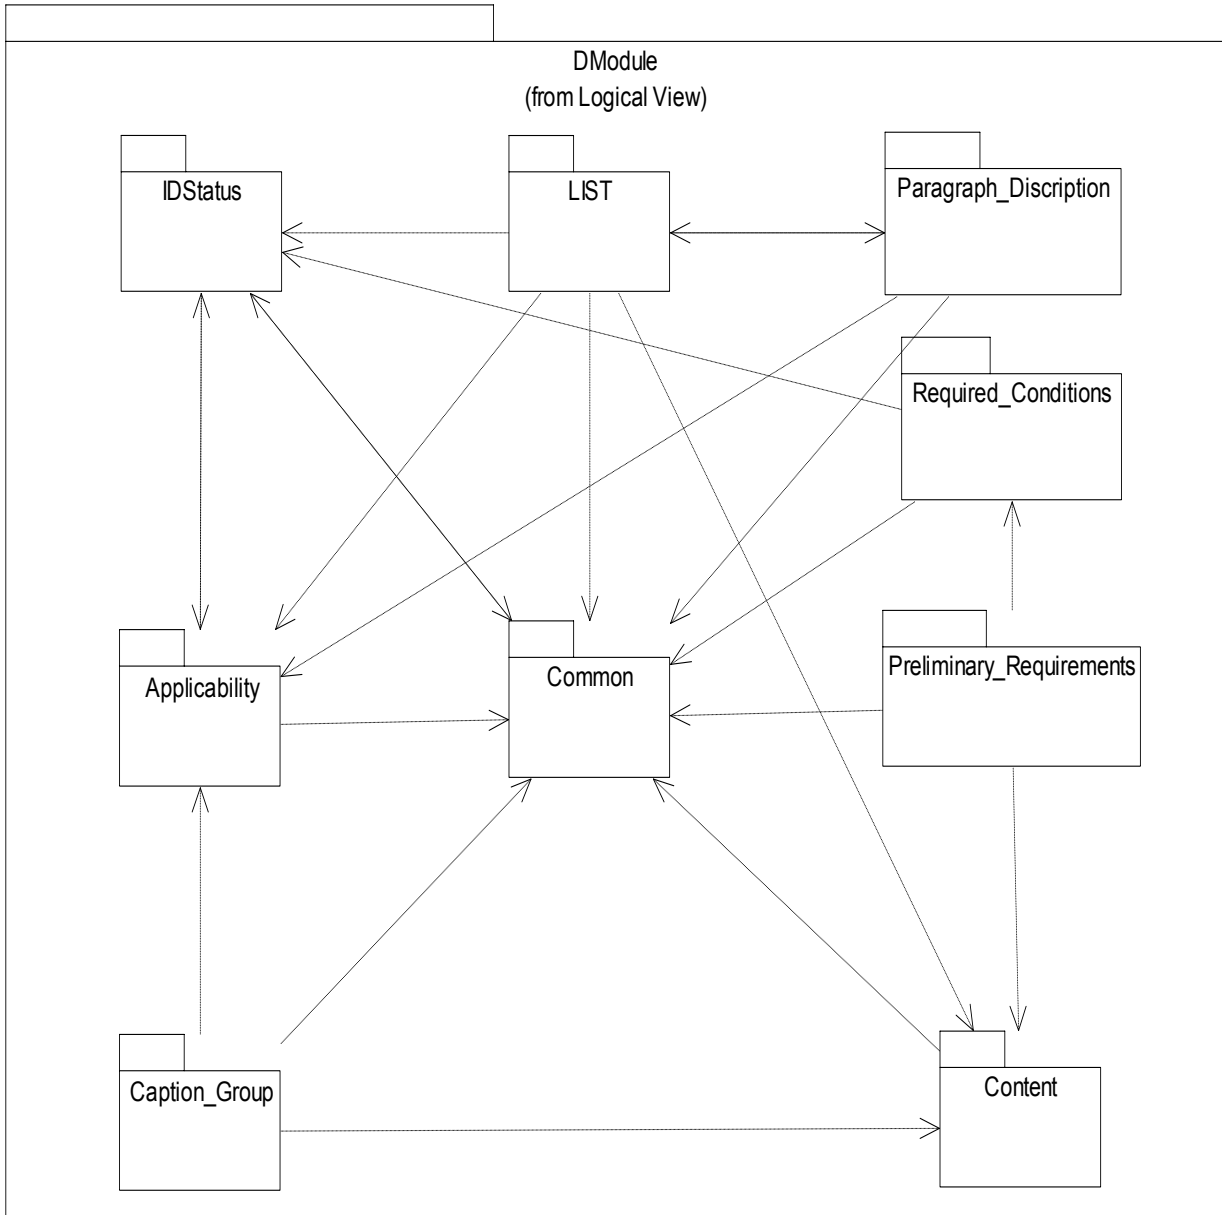 DModule
(from Logical View)
IDStatus
LIST
Paragraph_Discription
Required_Conditions
Applicability
Common
Preliminary_Requirements
Caption_Group
Content